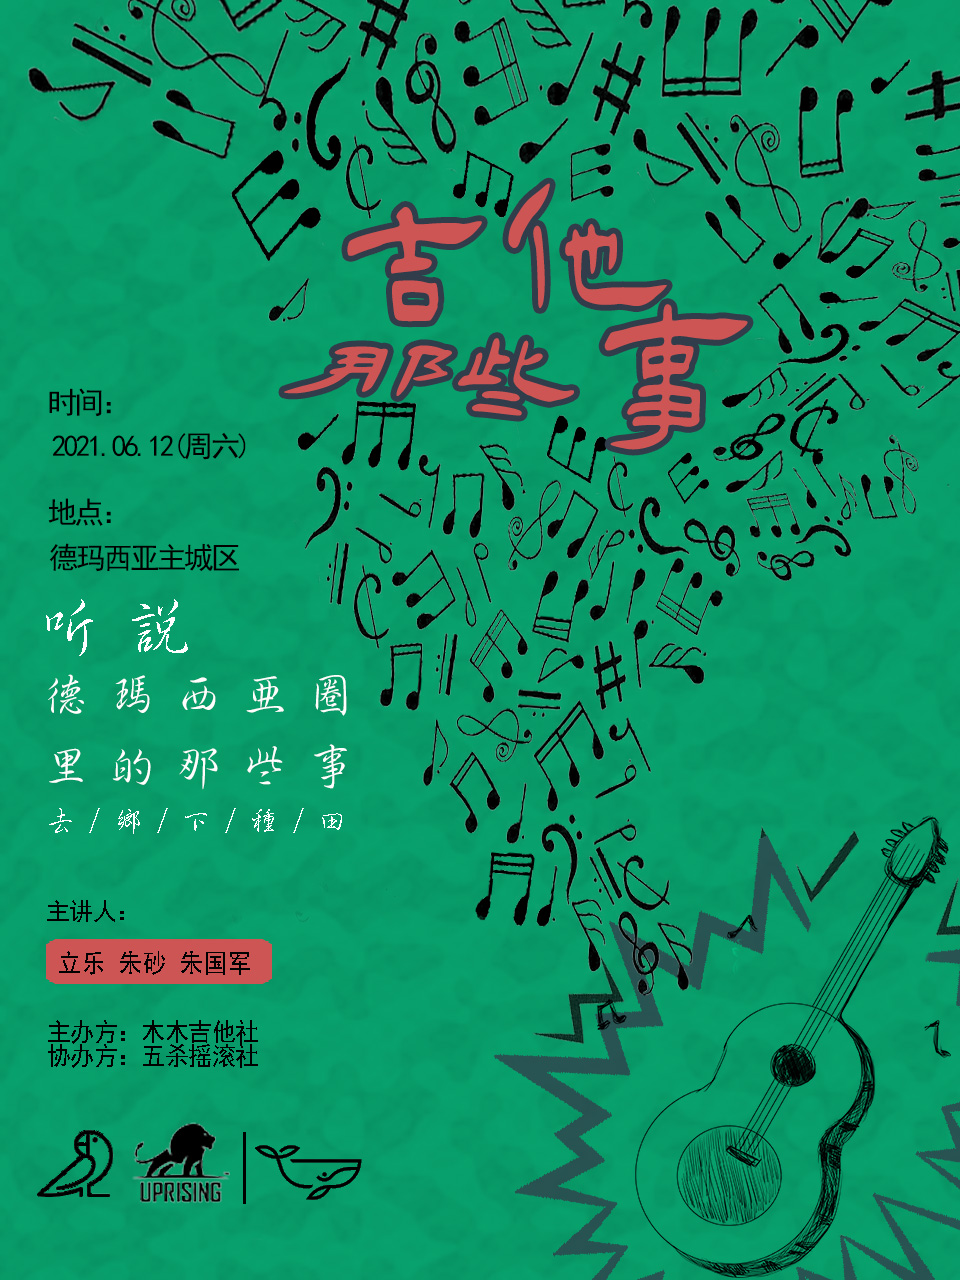 吉他
那些事
时间:
2021.06.12(周六)
地点:
德玛西亚主城区
听説
德瑪西亜圈
里的那些事
去/鄉/下/種/田
主讲人:
立乐 朱砂 朱国军
主办方: 木木吉他社
协办方: 五杀摇滚社
UPRISING